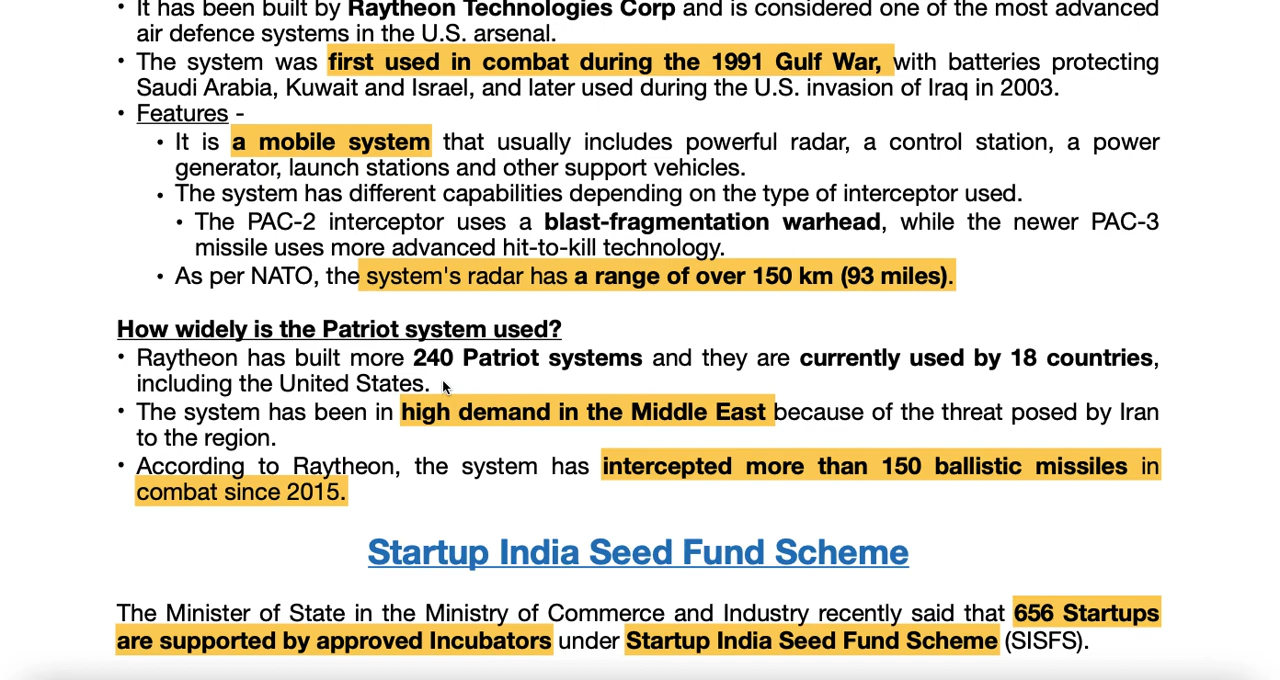 • It has been built by Raytheon Technologies Corp and is considered one of the most advanced
air defence systems in the U.S. arsenal.
• The system was first used in combat during the 1991 Gulf War, with batteries protecting
Saudi Arabia, Kuwait and Israel, and later used during the U.S. invasion of Iraq in 2003.
• Features -
• It is a mobile system that usually includes powerful radar, a control station, a power
generator, launch stations and other support vehicles.
• The system has different capabilities depending on the type of interceptor used.
• The PAC-2 interceptor uses a blast-fragmentation warhead, while the newer PAC-3
missile uses more advanced hit-to-kill technology.
• As per NATO, the system's radar has a range of over 150 km (93 miles).
How widely is the Patriot system used?
• Raytheon has built more 240 Patriot systems and they are currently used by 18 countries,
including the United States.
• The system has been in high demand in the Middle East because of the threat posed by Iran
to the region.
• According to Raytheon, the system has intercepted more than 150 ballistic missiles in
combat since 2015.
Startup India Seed Fund Scheme
The Minister of State in the Ministry of Commerce and Industry recently said that 656 Startups
are supported by approved Incubators under Startup India Seed Fund Scheme (SISFS).